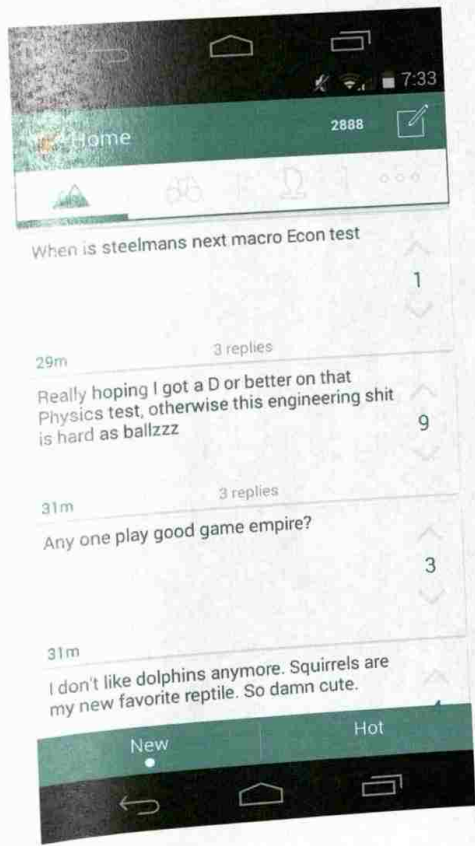 7:33
Home
2888
When is steelmans next macro Econ test
1
29m
3 replies
Really hoping I got a D or better on that
Physics test, otherwise this engineering shit
is hard as ballzzz
9
31m
3 replies
Any one play good game empire?
3
31m
I don't like dolphins anymore. Squirrels are
my new favorite reptile. So damn cute.
New
Hot